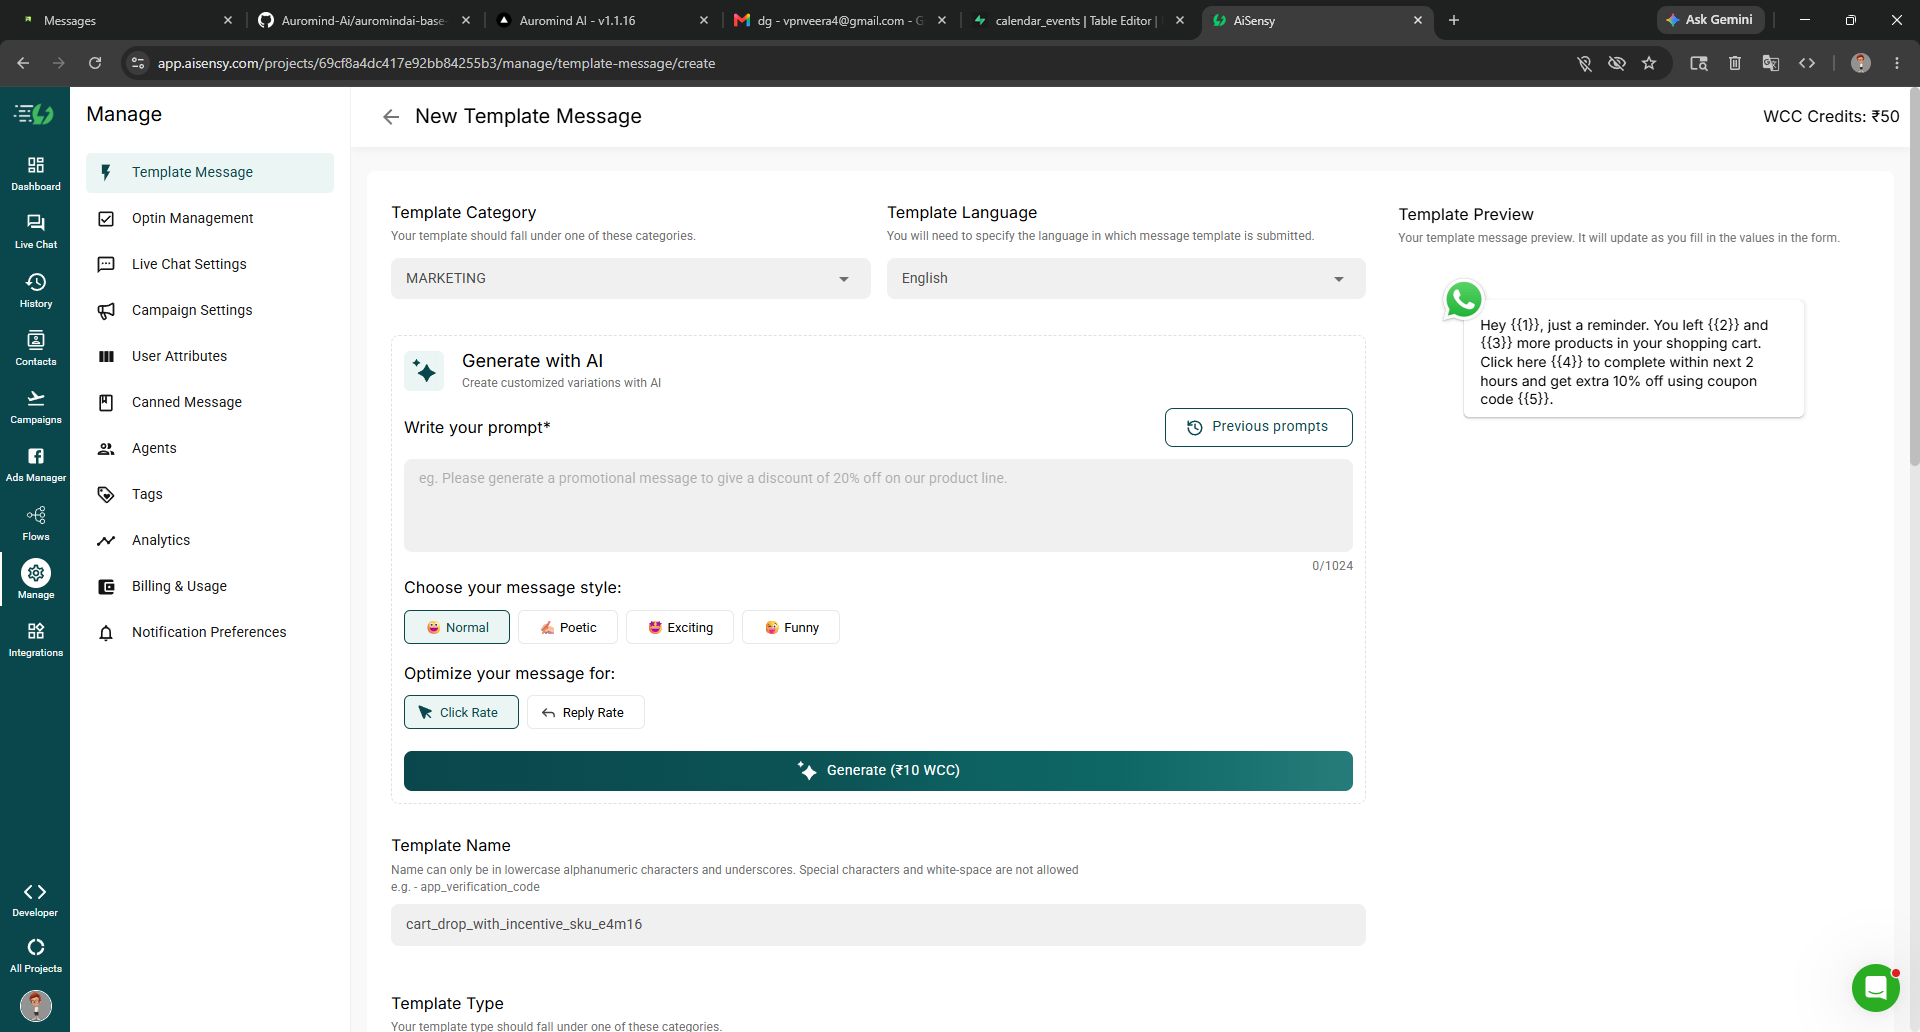 Messages
Auromind-Ai/auromindai-base-
Auromind AI - v1.1.16
dg - vpnveera4@gmail.com - G
calendar_events | Table Editor |
AiSensy
Ask Gemini
app.aisensy.com/projects/69cf8a4dc417e92bb84255b3/manage/template-message/create
Dashboard
Live Chat
History
Contacts
Campaigns
Ads Manager
Flows
Manage
Integrations
Developer
All Projects
Manage
Template Message
Optin Management
Live Chat Settings
Campaign Settings
User Attributes
Canned Message
Agents
Tags
Analytics
Billing & Usage
Notification Preferences
New Template Message
WCC Credits: ₹50
Template Category
Your template should fall under one of these categories.
MARKETING
Template Language
You will need to specify the language in which message template is submitted.
English
Generate with AI
Create customized variations with AI
Write your prompt*
Previous prompts
eg. Please generate a promotional message to give a discount of 20% off on our product line.
0/1024
Choose your message style:
Normal
Poetic
Exciting
Funny
Optimize your message for:
Click Rate
Reply Rate
Generate (₹10 WCC)
Template Name
Name can only be in lowercase alphanumeric characters and underscores. Special characters and white-space are not allowed
e.g. - app_verification_code
cart_drop_with_incentive_sku_e4m16
Template Type
Your template type should fall under one of these categories.
Template Preview
Your template message preview. It will update as you fill in the values in the form.
Hey {{1}}, just a reminder. You left {{2}} and
{{3}} more products in your shopping cart.
Click here {{4}} to complete within next 2
hours and get extra 10% off using coupon
code {{5}}.